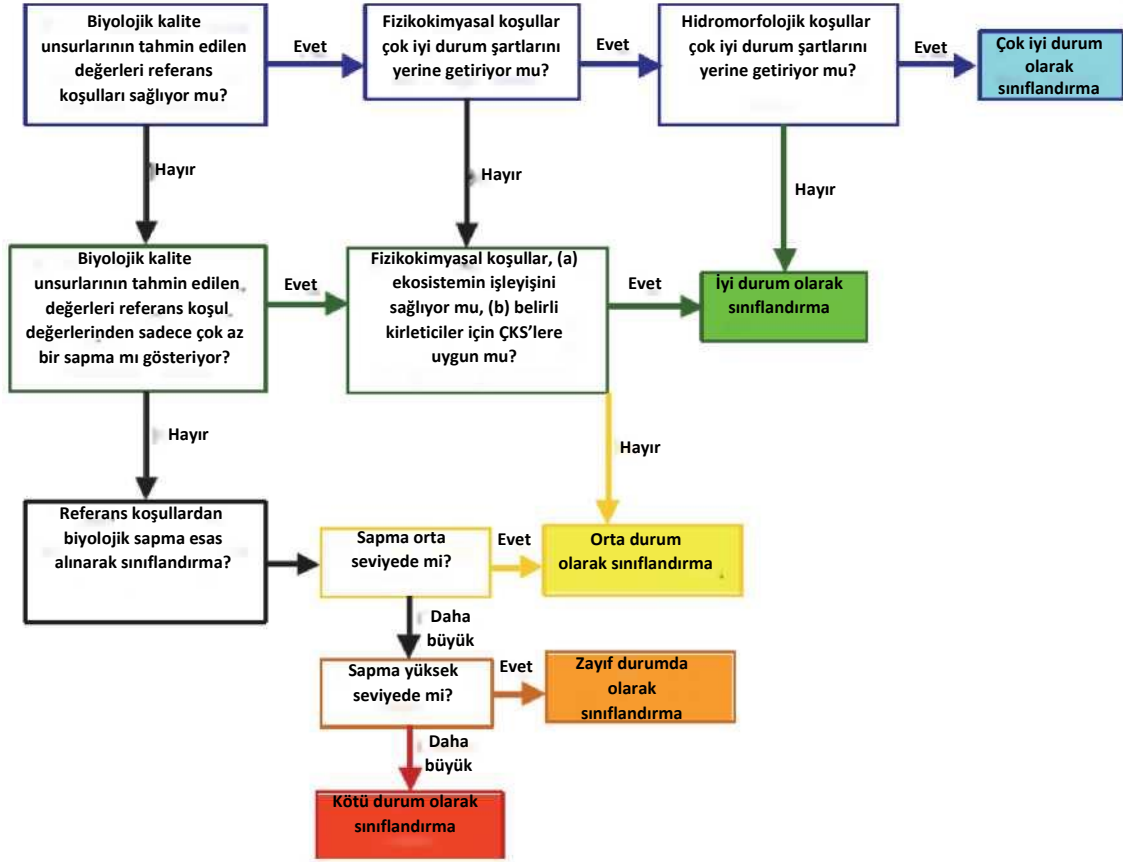 Biyolojik kalite
unsurlarının tahmin edilen
değerleri referans
koşulları sağlıyor mu?
Evet
Fizikokimyasal koşullar
çok iyi durum şartlarını
yerine getiriyor mu?
Evet
Hidromorfolojik koşullar
çok iyi durum şartlarını
yerine getiriyor mu?
Evet
Çok iyi durum
olarak
sınıflandırma
Hayır
Hayır
Hayır
Biyolojik kalite
unsurlarının tahmin edilen
değerleri referans koşul
değerlerinden sadece çok az
bir sapma mı gösteriyor?
Evet
Fizikokimyasal koşullar, (a)
ekosistemin işleyişini
sağlıyor mu, (b) belirli
kirleticiler için ÇKS’lere
uygun mu?
Evet
İyi durum olarak
sınıflandırma
Hayır
Hayır
Referans koşullardan
biyolojik sapma esas
alınarak sınıflandırma?
Sapma orta
seviyede mi?
Evet
Orta durum
olarak sınıflandırma
Daha
büyük
Sapma yüksek
seviyede mi?
Evet
Zayıf durumda
olarak
sınıflandırma
Daha
büyük
Kötü durum olarak
sınıflandırma